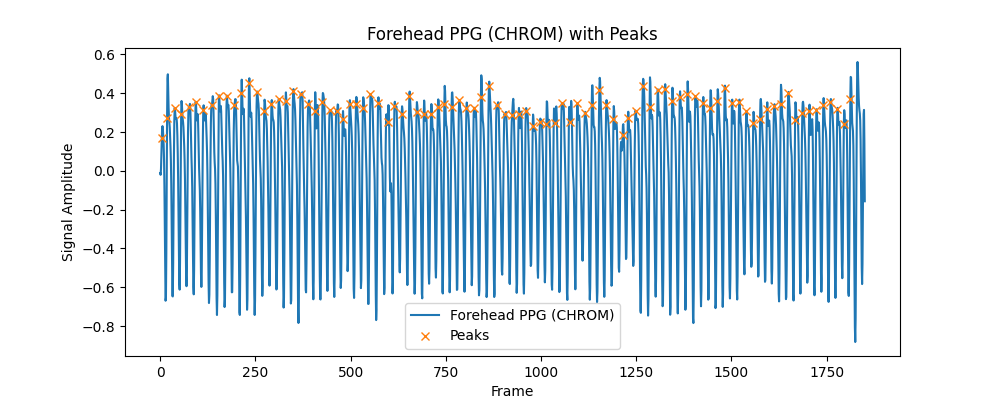 Forehead PPG (CHROM) with Peaks
0.6
0.4
0.2
0.0
−0.2
−0.4
−0.6
−0.8
Signal Amplitude
Forehead PPG (CHROM)
Peaks
0 250 500 750 1000 1250 1500 1750
Frame